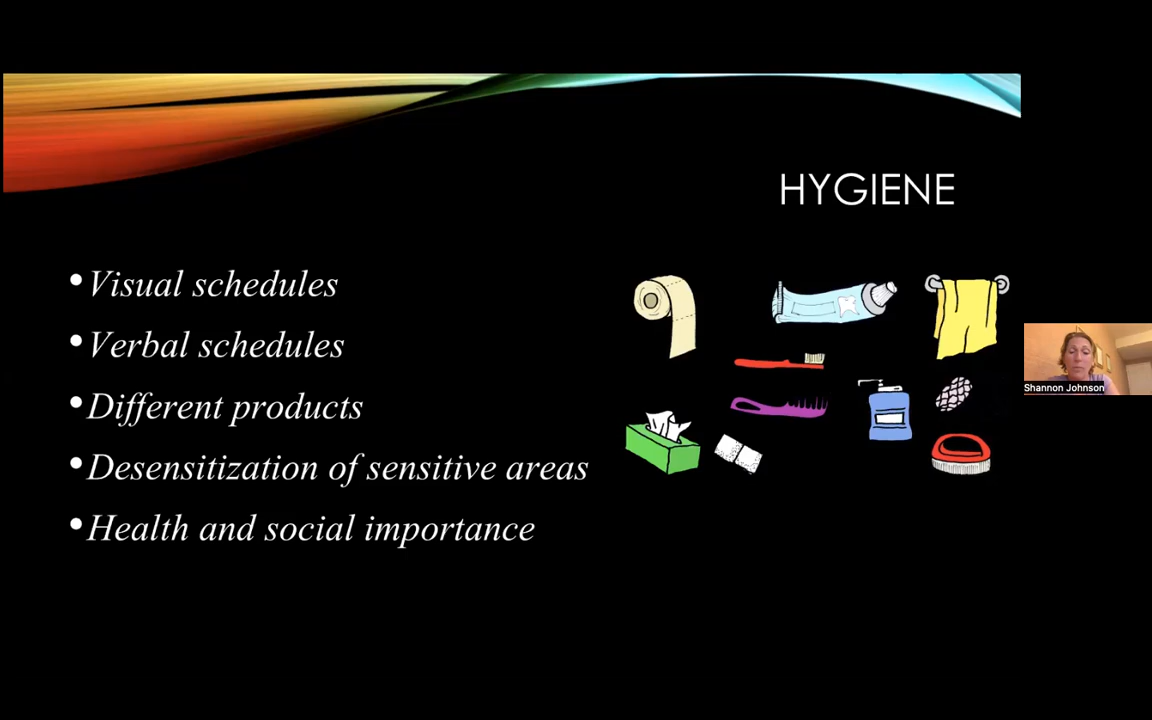 HYGIENE
•Visual schedules
•Verbal schedules
•Different products
•Desensitization of sensitive areas
•Health and social importance
Shannon Johnson